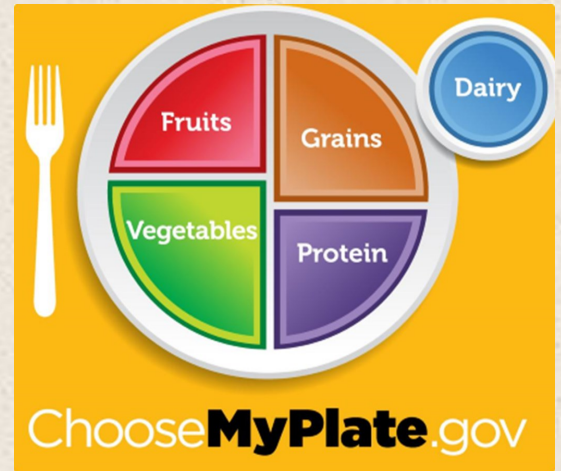 Dairy
Fruits
Grains
Vegetables
Protein
ChooseMyPlate.gov